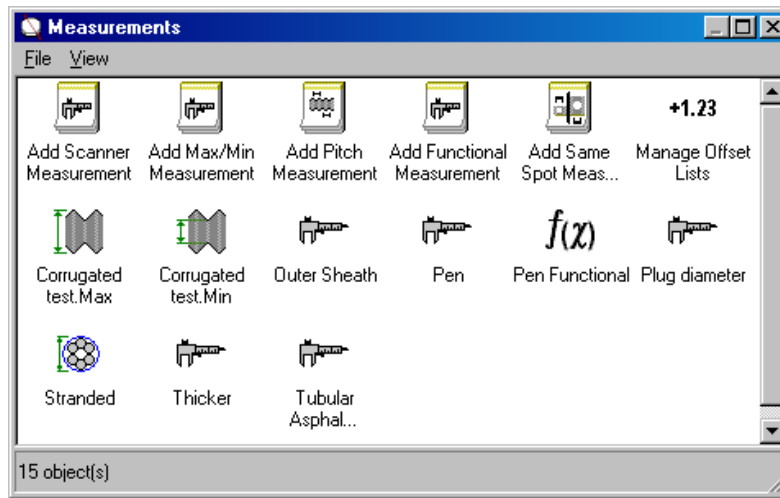 Measurements
File View
Add Scanner Add Max/Min Add Pitch Add Functional Add Same Manage Offset
Measurement Measurement Measurement Measurement Spot Meas... Lists
+1.23
Corrugated Corrugated Outer Sheath Pen Pen Functional Plug diameter
test.Max test.Min
f(χ)
Stranded Thicker Tubular
Asphal...
15 object(s)